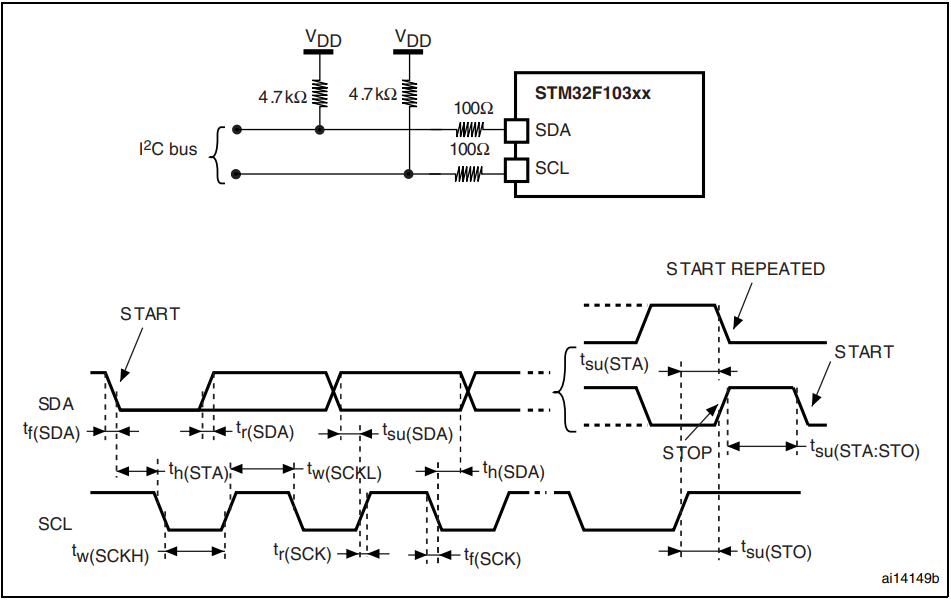 VDD VDD
4.7kΩ 4.7kΩ
STM32F103xx
100Ω
SDA
I²C bus
100Ω
SCL
START REPEATED
START
START
tsu(STA)
SDA
tf(SDA) tr(SDA) tsu(SDA)
STOP
tsu(STA:STO)
th(STA) tw(SCKL) th(SDA)
SCL
tw(SCKH) tr(SCK) tf(SCK) tsu(STO)
ai14149b